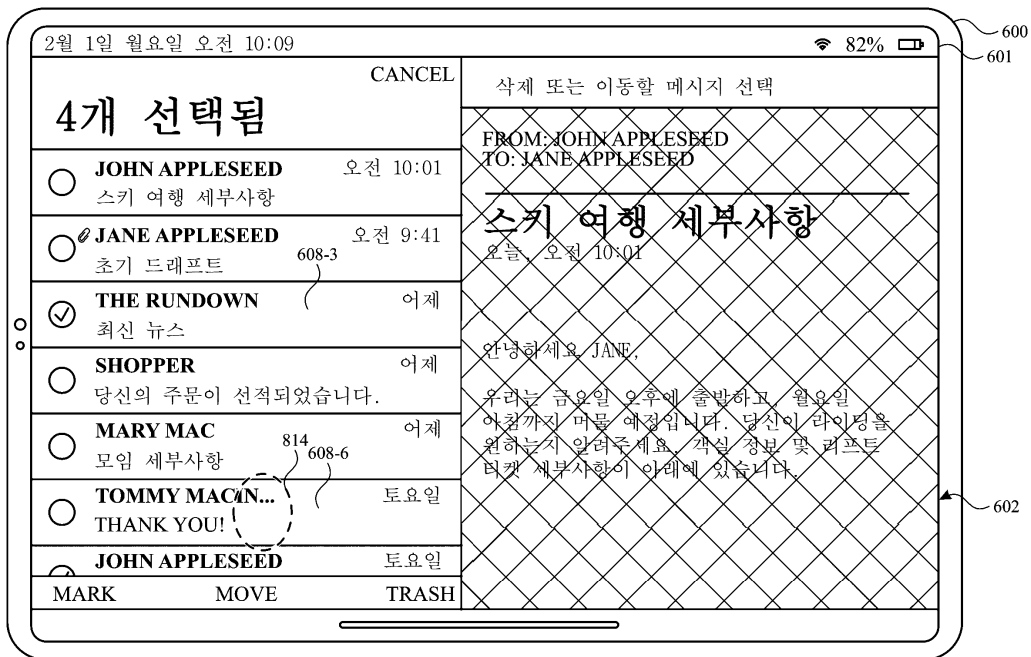 2월 1일 월요일 오전 10:09
82%
600
601
CANCEL
4개 선택됨
JOHN APPLESEED 오전 10:01
스키 여행 세부사항
JANE APPLESEED 오전 9:41
초기 드래프트
608-3
THE RUNDOWN 어제
최신 뉴스
SHOPPER 어제
당신의 주문이 선적되었습니다.
MARY MAC 어제
모임 세부사항
814
608-6
TOMMY MACIN... 토요일
THANK YOU!
JOHN APPLESEED 토요일
MARK MOVE TRASH
삭제 또는 이동할 메시지 선택
FROM: JOHN APPLESEED
TO: JANE APPLESEED
스키 여행 세부사항
오늘, 오전 10:01
안녕하세요 JANE,
우리는 금요일 오후에 출발하고, 월요일
아침까지 머물 예정입니다. 당신이 라이딩을
원하는지 알려주세요, 객실 정보 및 리프트
티켓 세부사항이 아래에 있습니다.
602